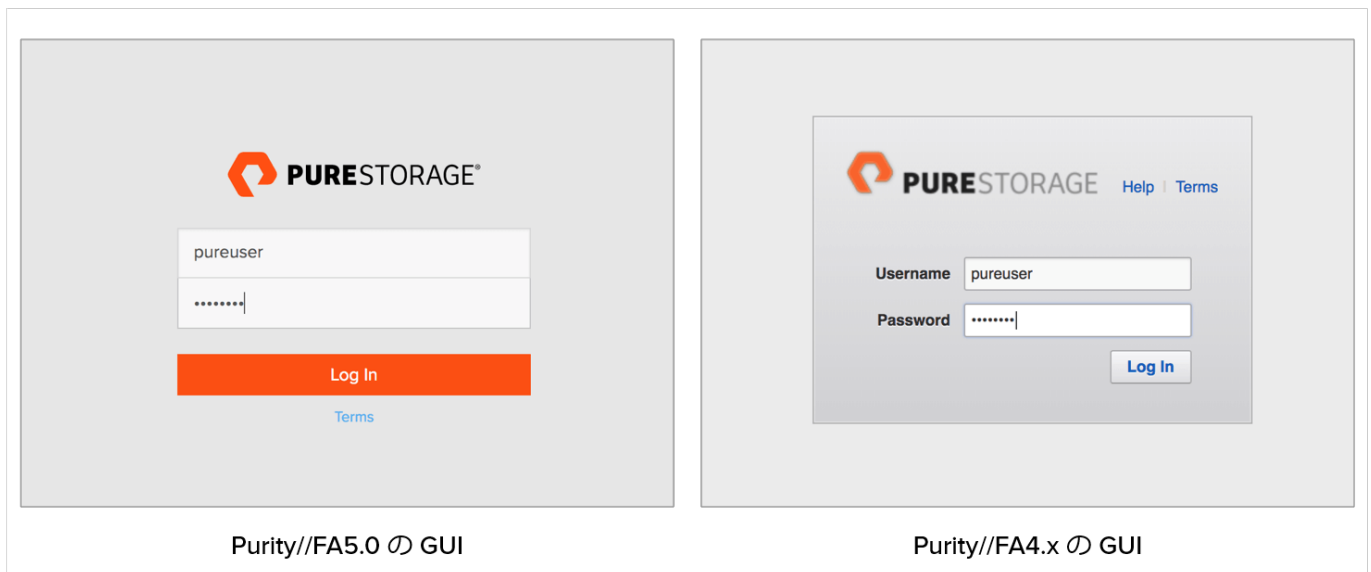 PURESTORAGE®
pureuser
••••••••
Log In
Terms
Purity//FA5.0 の GUI
PURESTORAGE Help | Terms
Username pureuser
Password ••••••••
Log In
Purity//FA4.x の GUI